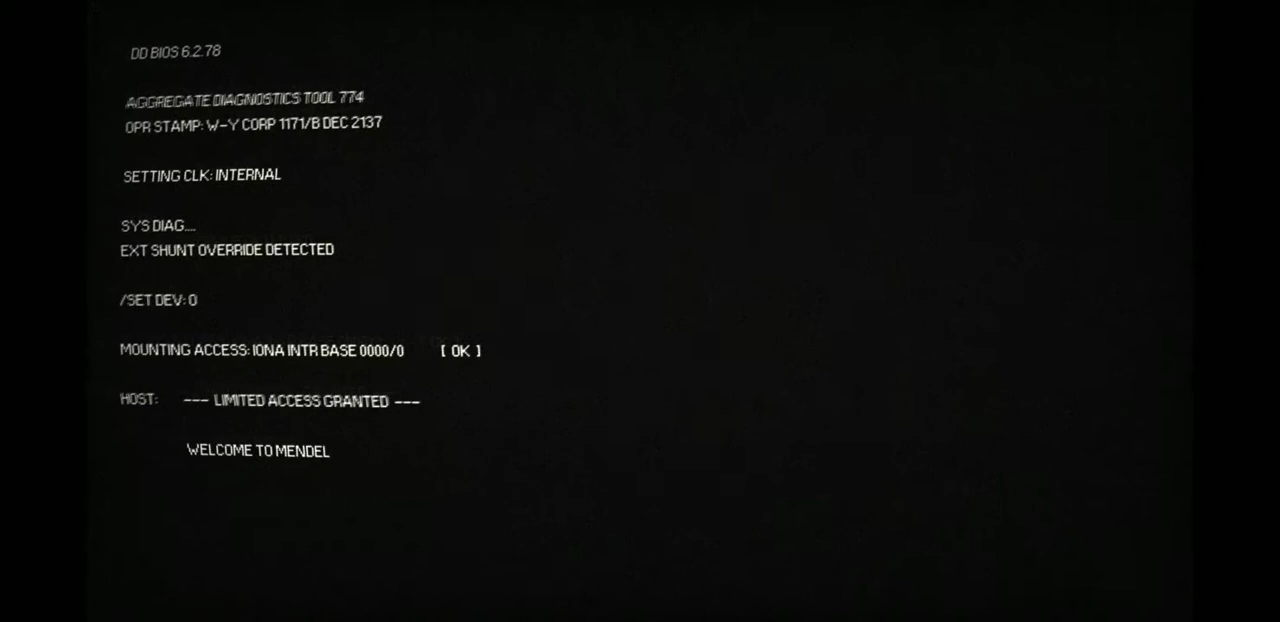 DD BIOS 6.2.78
AGGREGATE DIAGNOSTICS TOOL 774
OPR STAMP: W-Y CORP 1171/B DEC 2137
SETTING CLK: INTERNAL
SYS DIAG....
EXT SHUNT OVERRIDE DETECTED
/SET DEV: 0
MOUNTING ACCESS: IONA INTR BASE 0000/0 [ OK ]
HOST: --- LIMITED ACCESS GRANTED ---
WELCOME TO MENDEL